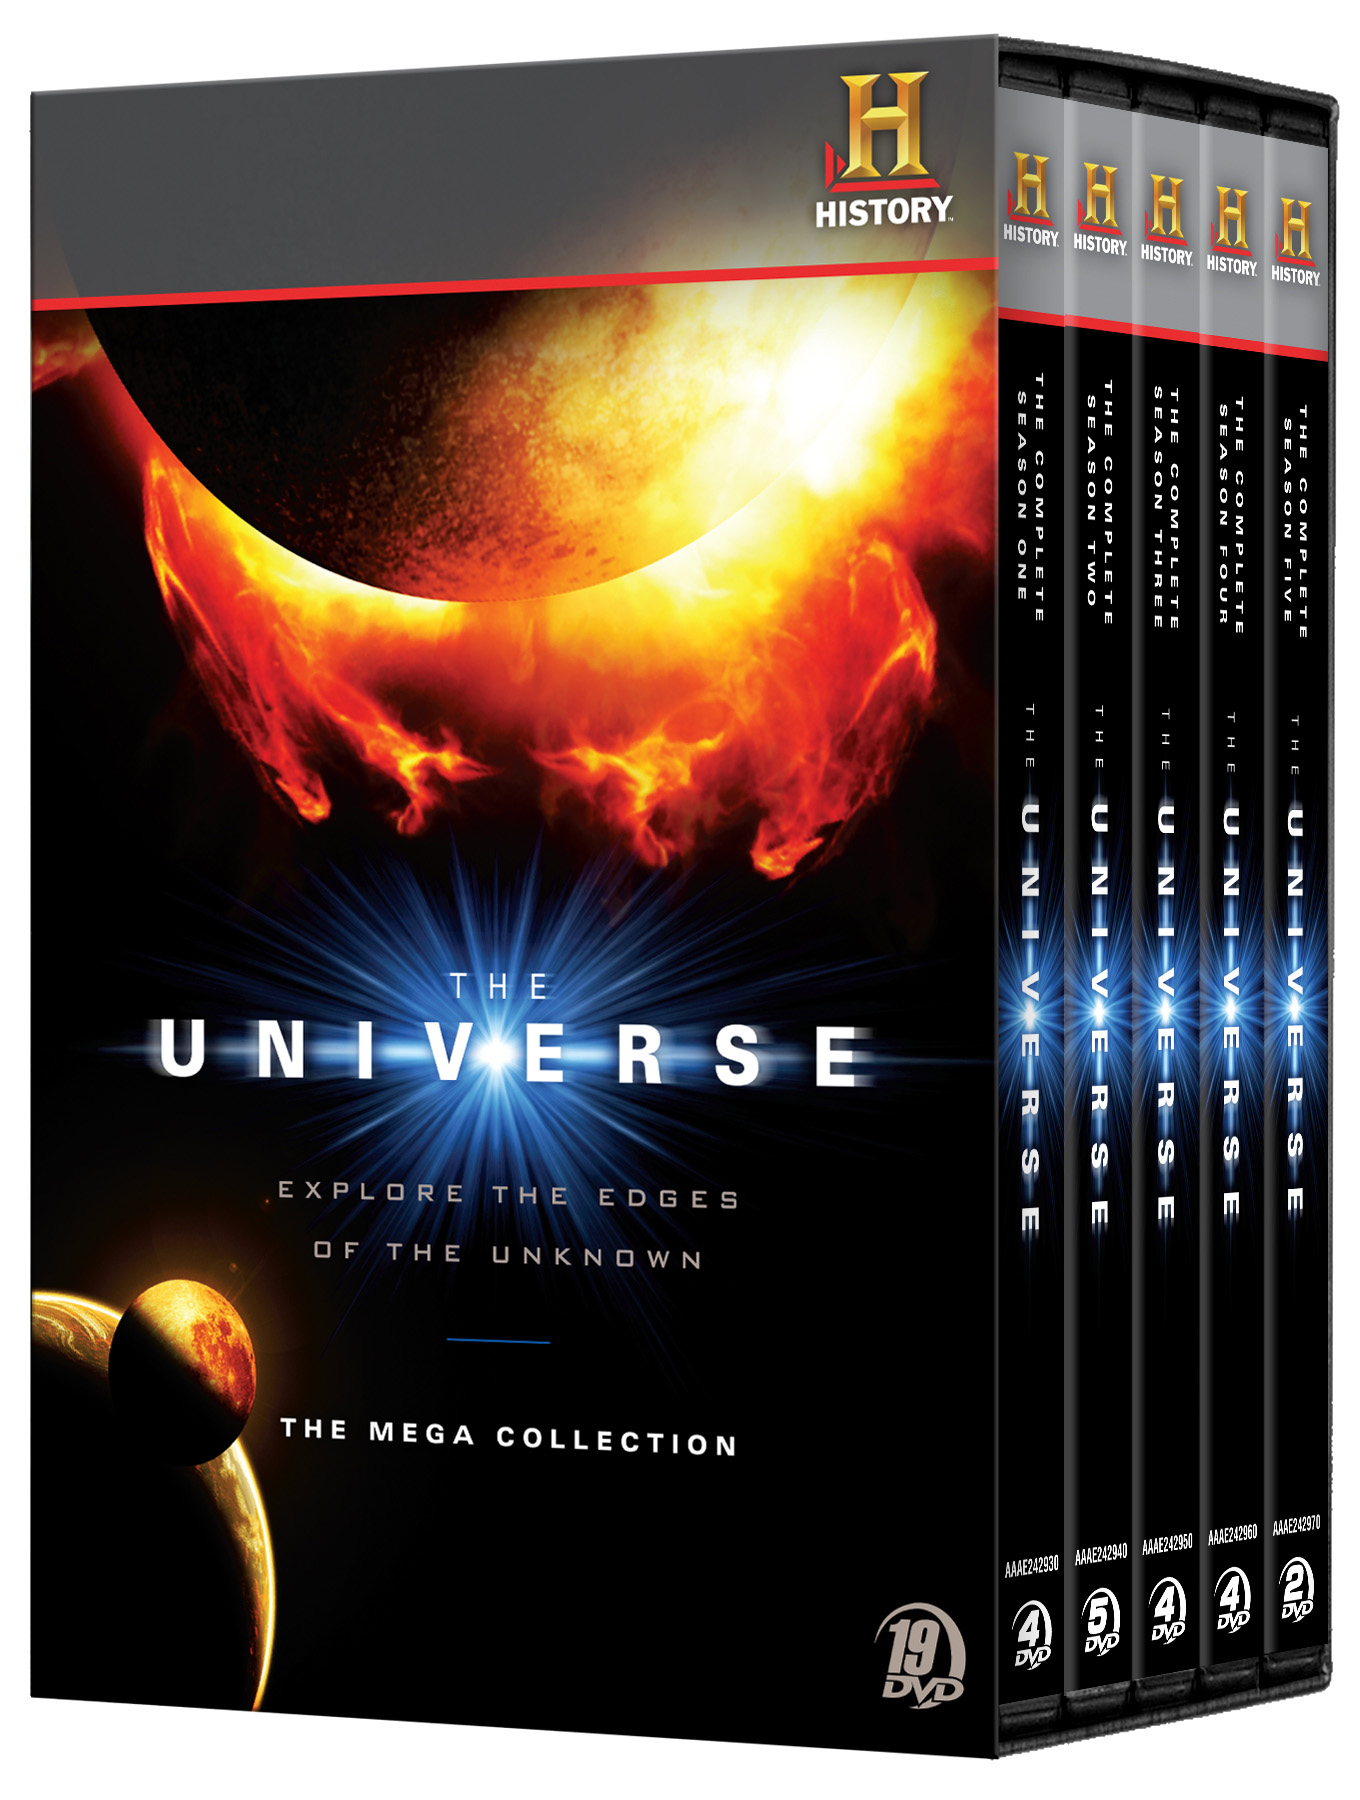 H
HISTORY™
THE
UNIVERSE
EXPLORE THE EDGES
OF THE UNKNOWN
THE MEGA COLLECTION
19
DVD
H
HISTORY
THE COMPLETE
SEASON ONE
THE UNIVERSE
AAAE242930
4
DVD
H
HISTORY
THE COMPLETE
SEASON TWO
THE UNIVERSE
AAAE242940
5
DVD
H
HISTORY
THE COMPLETE
SEASON THREE
THE UNIVERSE
AAAE242950
4
DVD
H
HISTORY
THE COMPLETE
SEASON FOUR
THE UNIVERSE
AAAE242960
4
DVD
H
HISTORY
THE COMPLETE
SEASON FIVE
THE UNIVERSE
AAAE242970
2
DVD